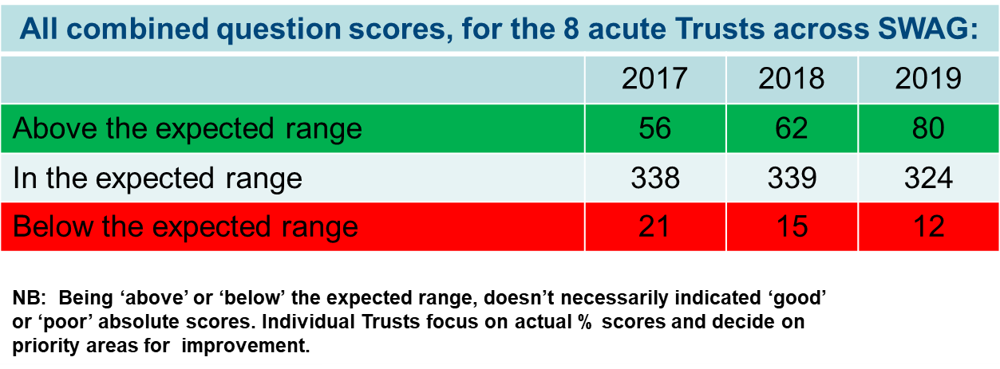 All combined question scores, for the 8 acute Trusts across SWAG:
2017 2018 2019
Above the expected range 56 62 80
In the expected range 338 339 324
Below the expected range 21 15 12
NB:  Being ‘above’ or ‘below’ the expected range, doesn’t necessarily indicated ‘good’
or ‘poor’ absolute scores. Individual Trusts focus on actual % scores and decide on
priority areas for improvement.